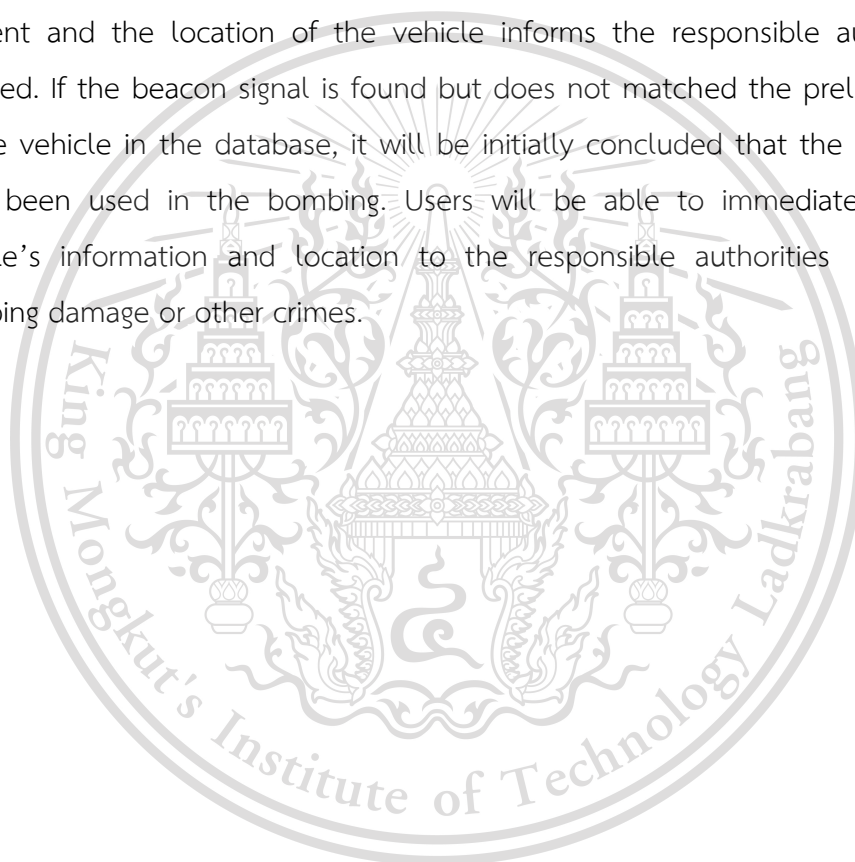 ent and the location of the vehicle informs the responsible au
ed. If the beacon signal is found but does not matched the prel
e vehicle in the database, it will be initially concluded that the
been used in the bombing. Users will be able to immediate
le’s information and location to the responsible authorities
bing damage or other crimes.
King Mongkut's Institute of Technology Ladkrabang